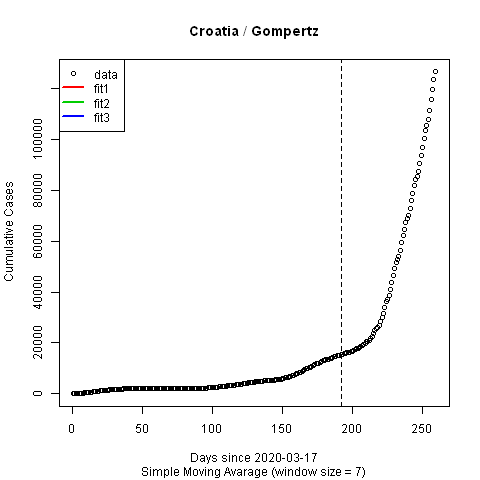 Croatia / Gompertz
data
fit1
fit2
fit3
Cumulative Cases
0
20000
40000
60000
80000
100000
0
50
100
150
200
250
Days since 2020-03-17
Simple Moving Avarage (window size = 7)